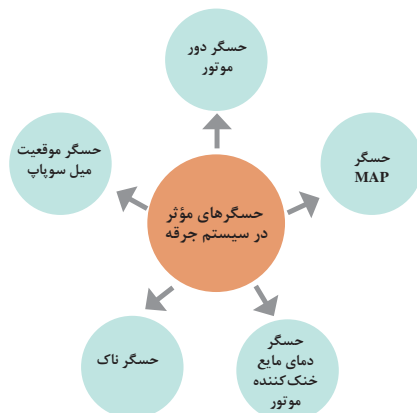 حسگر دور
موتور
حسگر
MAP
حسگر موقعیت
میل سوپاپ
حسگرهای مؤثر
در سیستم جرقه
حسگر
دمای مایع
خنک‌کننده
موتور
حسگر ناک